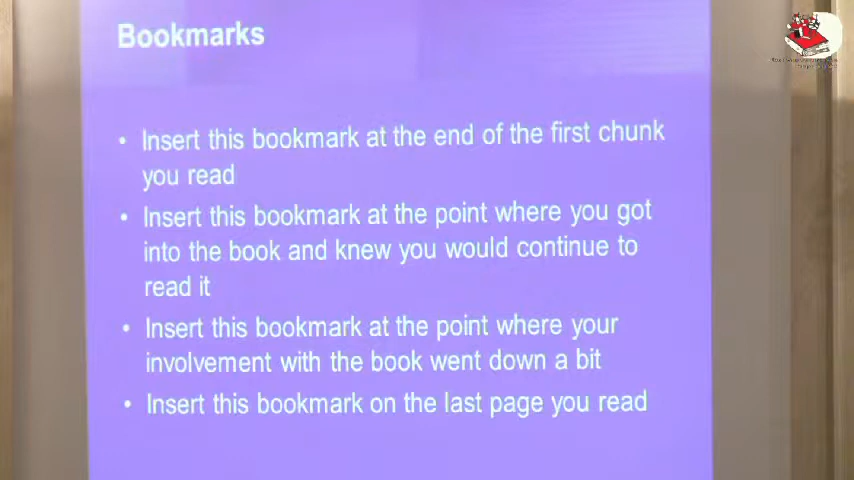 Bookmarks
• Insert this bookmark at the end of the first chunk
you read
• Insert this bookmark at the point where you got
into the book and knew you would continue to
read it
• Insert this bookmark at the point where your
involvement with the book went down a bit
• Insert this bookmark on the last page you read